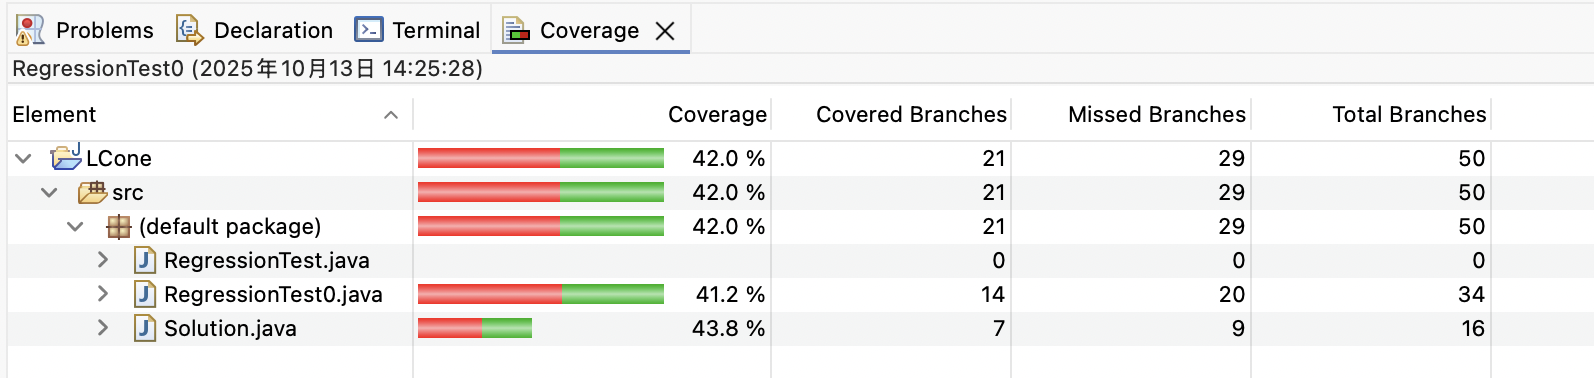 Problems Declaration Terminal Coverage
RegressionTest0 (2025年10月13日 14:25:28)
Element Coverage Covered Branches Missed Branches Total Branches
LCone 42.0 % 21 29 50
src 42.0 % 21 29 50
(default package) 42.0 % 21 29 50
RegressionTest.java 0 0 0
RegressionTest0.java 41.2 % 14 20 34
Solution.java 43.8 % 7 9 16